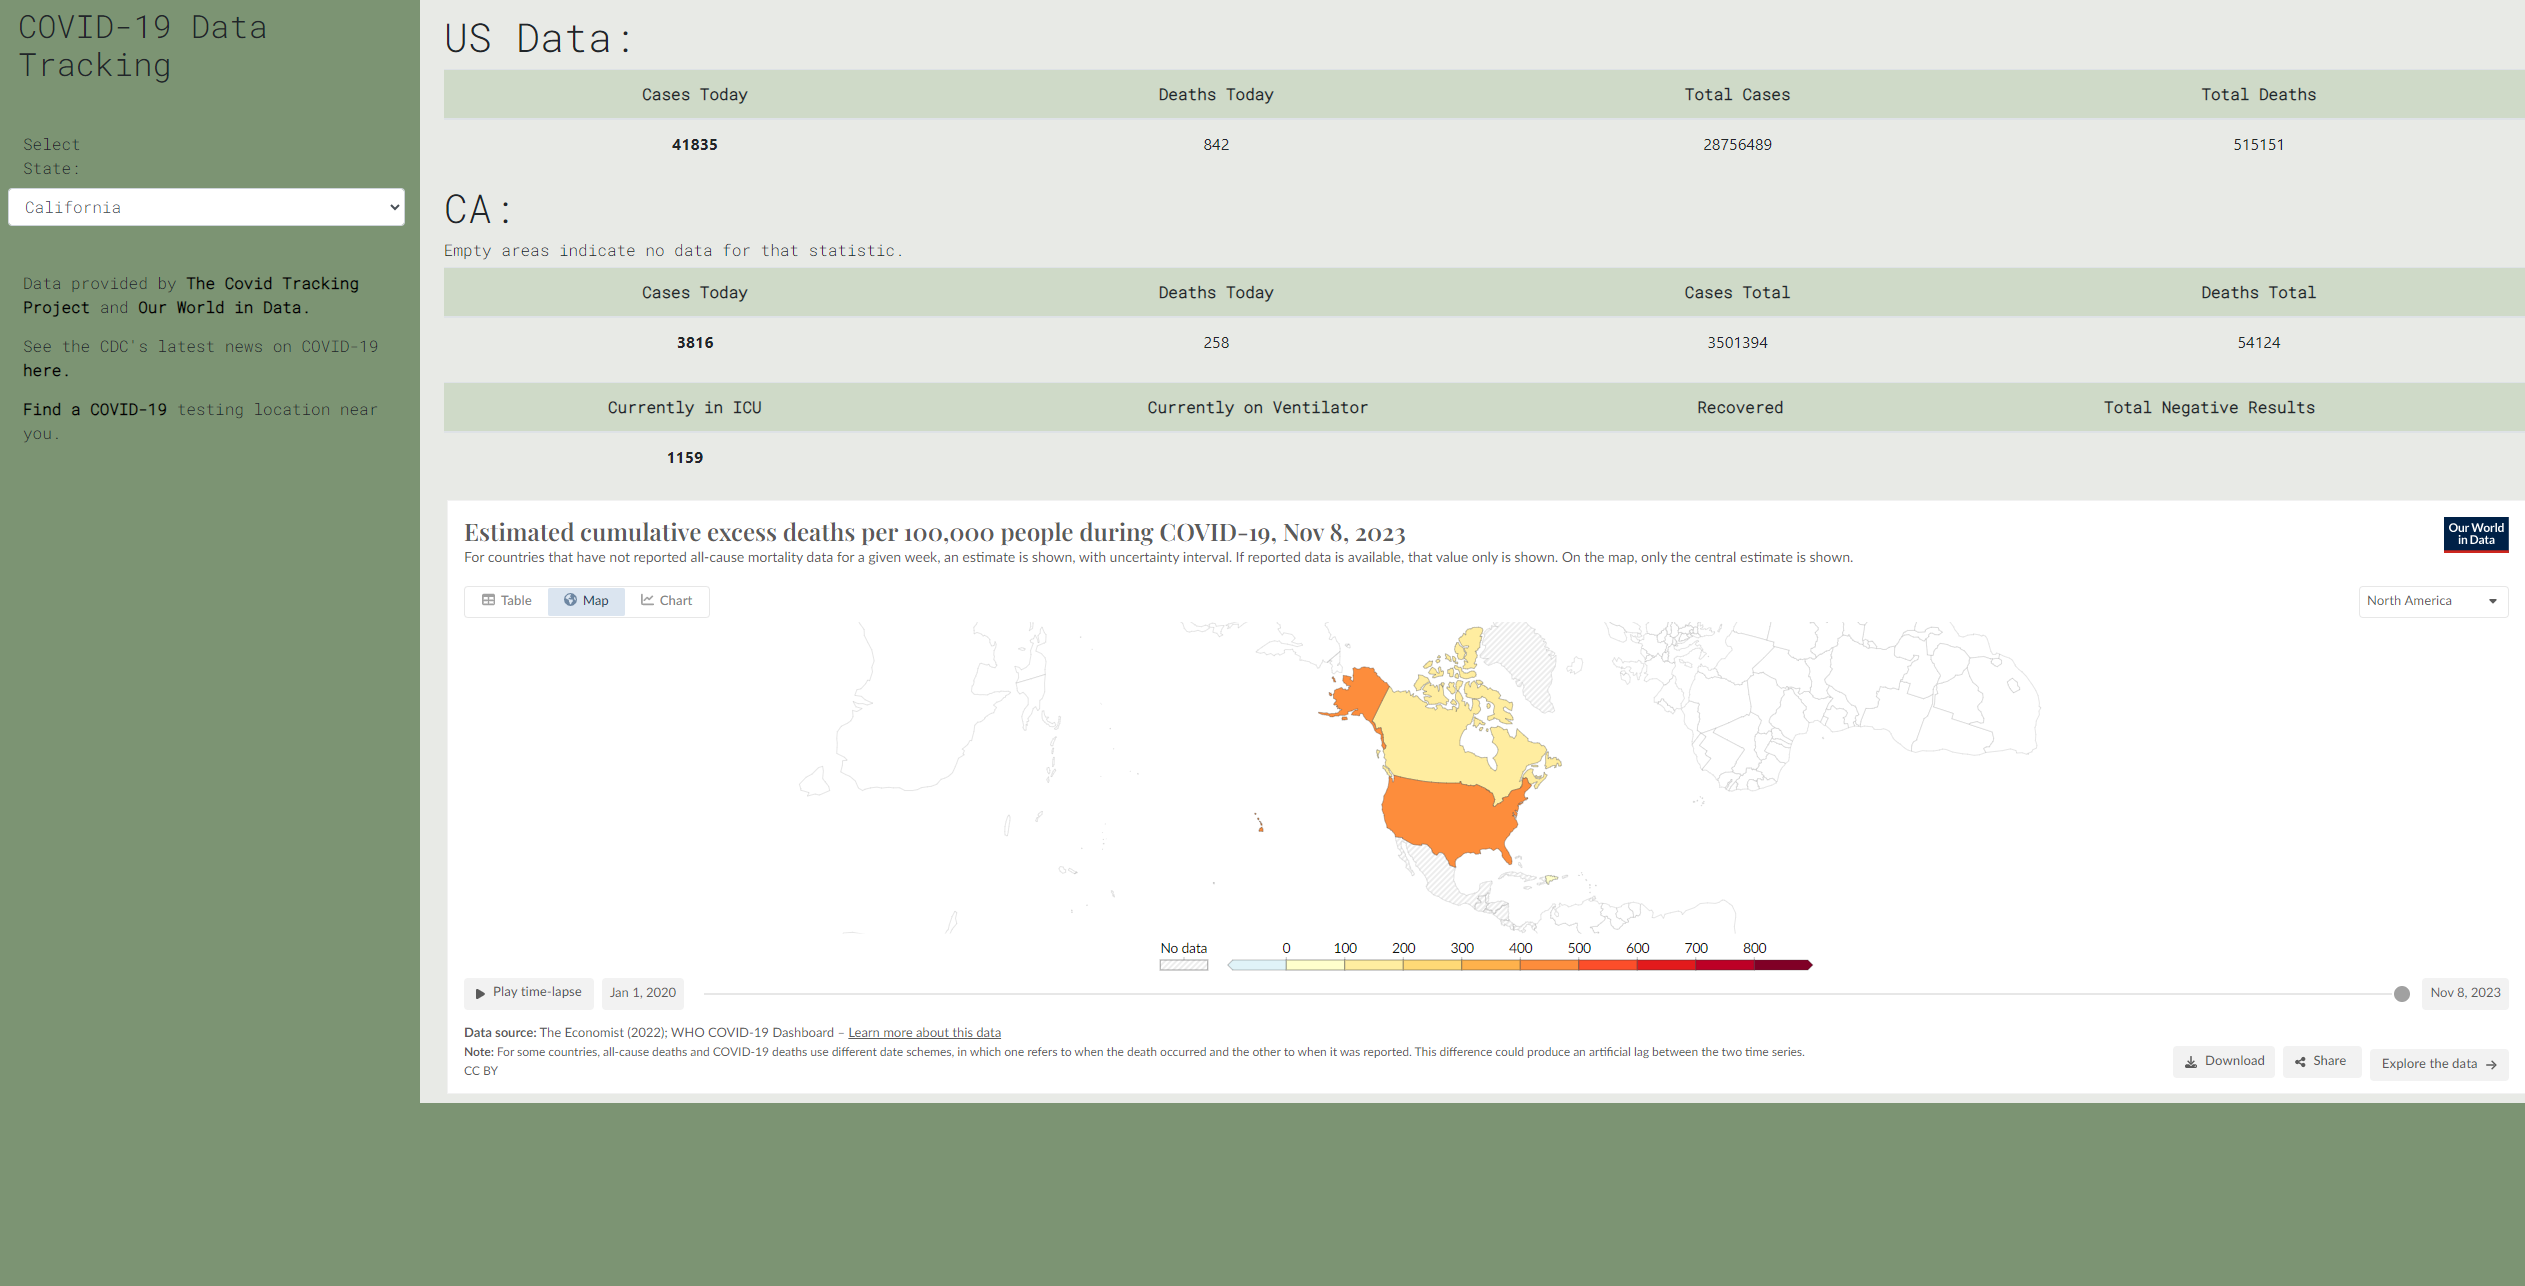 COVID-19 Data
Tracking
Select
State:
California
Data provided by The Covid Tracking
Project and Our World in Data.
See the CDC's latest news on COVID-19
here.
Find a COVID-19 testing location near
you.
US Data:
Cases Today Deaths Today Total Cases Total Deaths
41835 842 28756489 515151
CA:
Empty areas indicate no data for that statistic.
Cases Today Deaths Today Cases Total Deaths Total
3816 258 3501394 54124
Currently in ICU Currently on Ventilator Recovered Total Negative Results
1159
Estimated cumulative excess deaths per 100,000 people during COVID-19, Nov 8, 2023
For countries that have not reported all-cause mortality data for a given week, an estimate is shown, with uncertainty interval. If reported data is available, that value only is shown. On the map, only the central estimate is shown.
Our World
in Data
Table Map Chart
North America
No data 0 100 200 300 400 500 600 700 800
Play time-lapse Jan 1, 2020 Nov 8, 2023
Data source: The Economist (2022); WHO COVID-19 Dashboard – Learn more about this data
Note: For some countries, all-cause deaths and COVID-19 deaths use different date schemes, in which one refers to when the death occurred and the other to when it was reported. This difference could produce an artificial lag between the two time series.
CC BY
Download Share Explore the data →